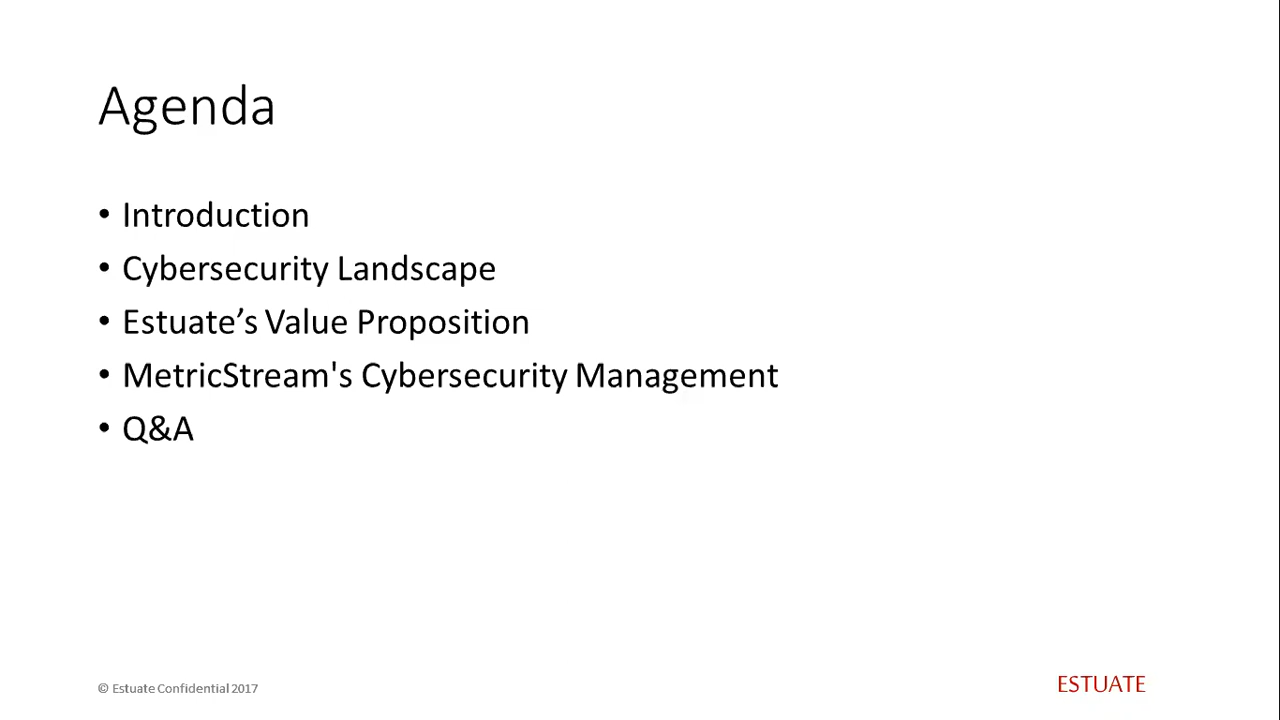 Agenda
• Introduction
• Cybersecurity Landscape
• Estuate’s Value Proposition
• MetricStream's Cybersecurity Management
• Q&A
© Estuate Confidential 2017
ESTUATE